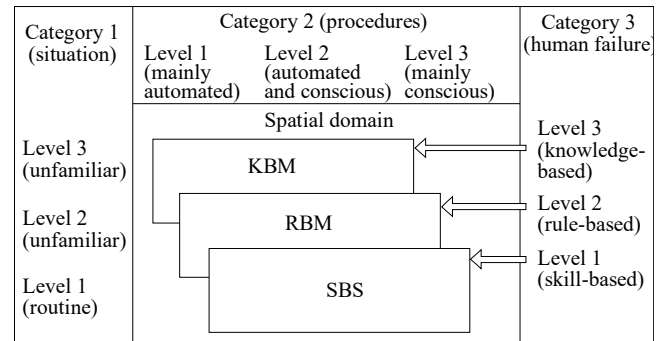 Category 1
(situation)
Category 2 (procedures)
Category 3
(human failure)
Level 1
(mainly
automated)
Level 2
(automated
and conscious)
Level 3
(mainly
conscious)
Spatial domain
Level 3
(unfamiliar)
Level 2
(unfamiliar)
Level 1
(routine)
KBM
RBM
SBS
Level 3
(knowledge-
based)
Level 2
(rule-based)
Level 1
(skill-based)